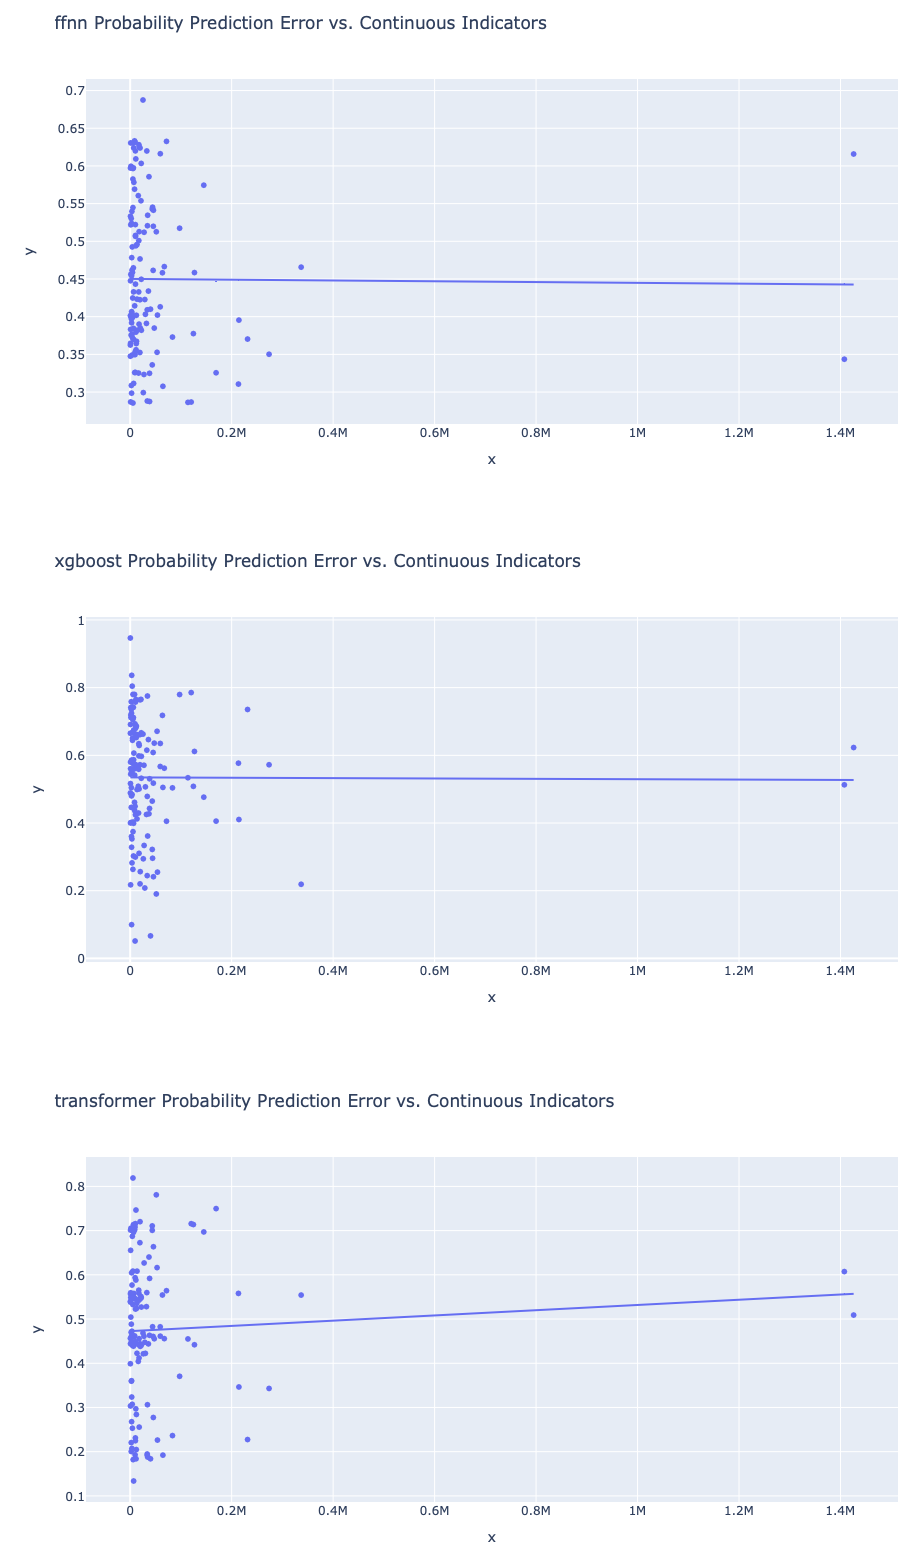 ffnn Probability Prediction Error vs. Continuous Indicators
0.7
0.65
0.6
0.55
0.5
y
0.45
0.4
0.35
0.3
0 0.2M 0.4M 0.6M 0.8M 1M 1.2M 1.4M
x
xgboost Probability Prediction Error vs. Continuous Indicators
1
0.8
0.6
y
0.4
0.2
0
0 0.2M 0.4M 0.6M 0.8M 1M 1.2M 1.4M
x
transformer Probability Prediction Error vs. Continuous Indicators
0.8
0.7
0.6
0.5
y
0.4
0.3
0.2
0.1
0 0.2M 0.4M 0.6M 0.8M 1M 1.2M 1.4M
x